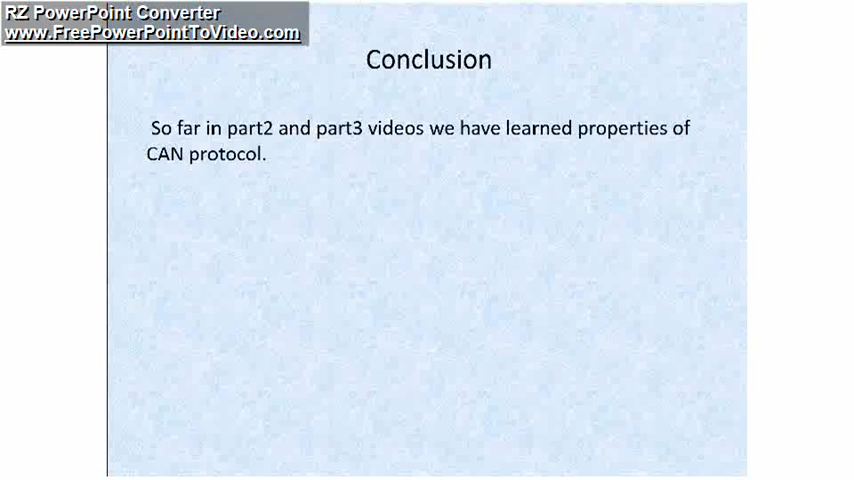 RZ PowerPoint Converter
www.FreePowerPointToVideo.com
Conclusion
So far in part2 and part3 videos we have learned properties of
CAN protocol.